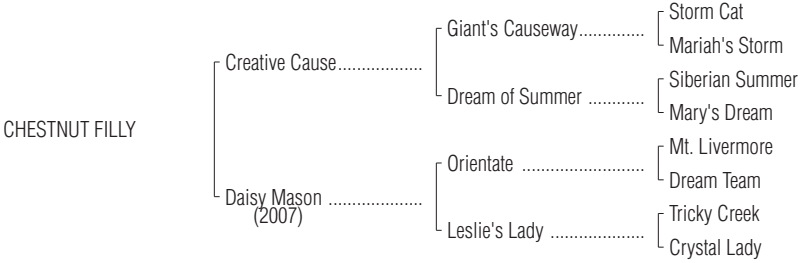 Storm Cat
Giant's Causeway..............
Mariah's Storm
Creative Cause..................
Siberian Summer
Dream of Summer ............
Mary's Dream
CHESTNUT FILLY
Mt. Livermore
Orientate ..........................
Dream Team
Daisy Mason ....................
(2007)
Tricky Creek
Leslie's Lady ....................
Crystal Lady